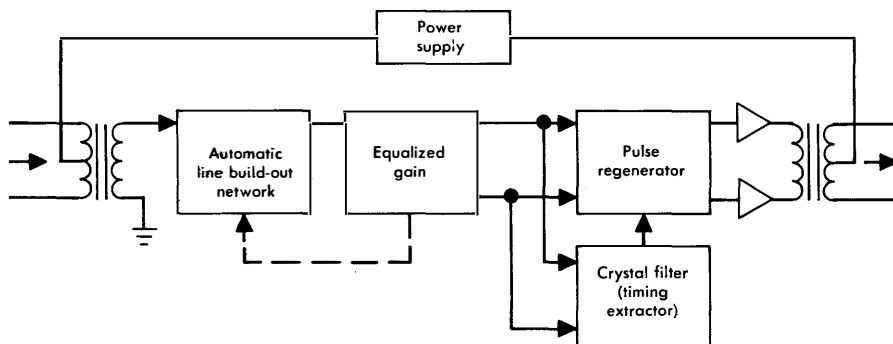 Power
supply
Automatic
line build-out
network
Equalized
gain
Pulse
regenerator
Crystal filter
(timing
extractor)